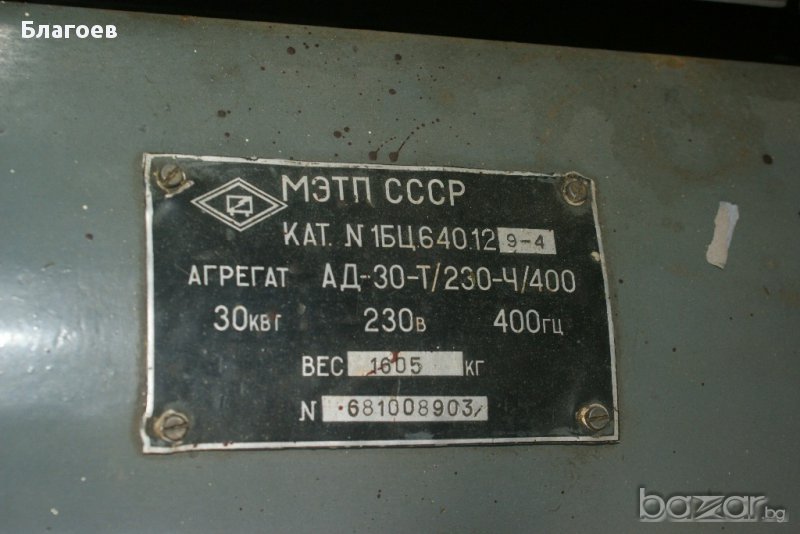 Благоев
МЭТП СССР
КАТ. N 1БЦ.640.12 9-4
АГРЕГАТ АД-30-Т/230-Ч/400
30кВт 230в 400гц
ВЕС 1605 кг
N 681008903
bazar.bg